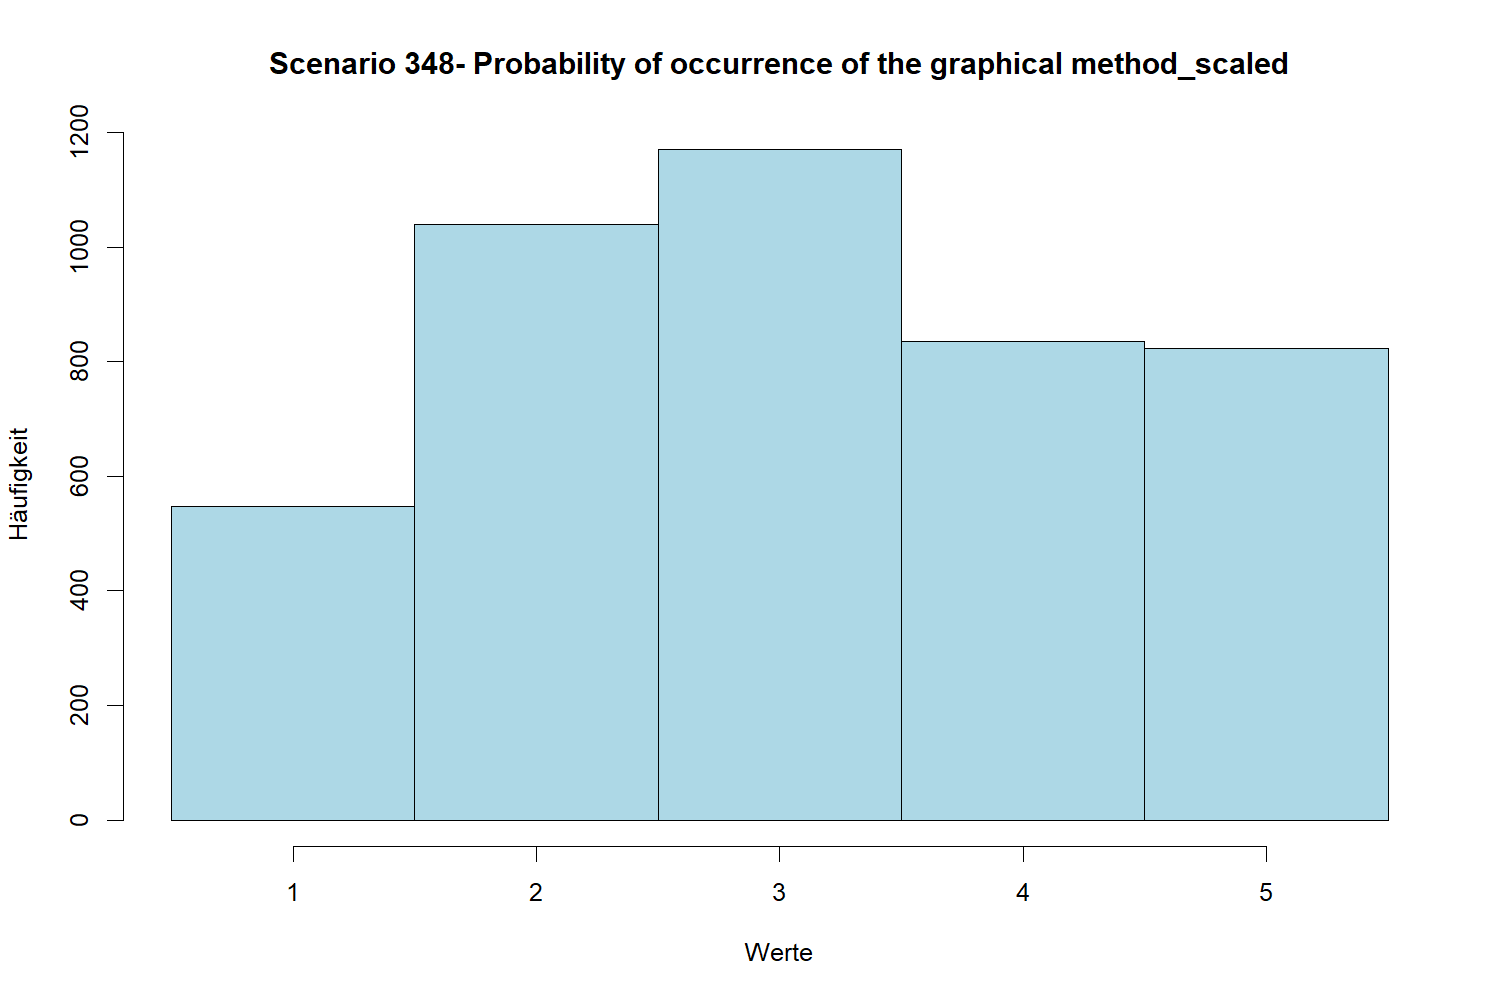 Scenario 348- Probability of occurrence of the graphical method_scaled
Häufigkeit
1200
1000
800
600
400
200
0
1 2 3 4 5
Werte